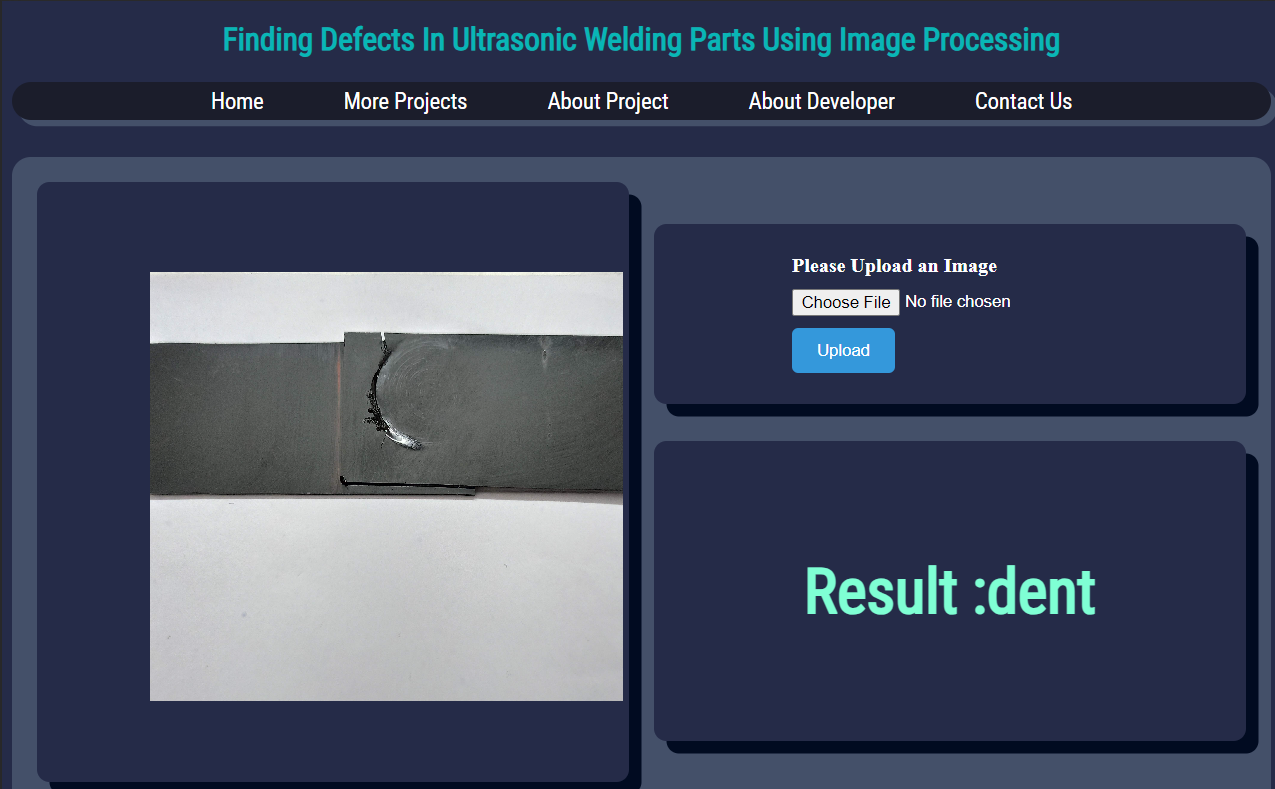 Finding Defects In Ultrasonic Welding Parts Using Image Processing
Home More Projects About Project About Developer Contact Us
Please Upload an Image
Choose File No file chosen
Upload
Result :dent